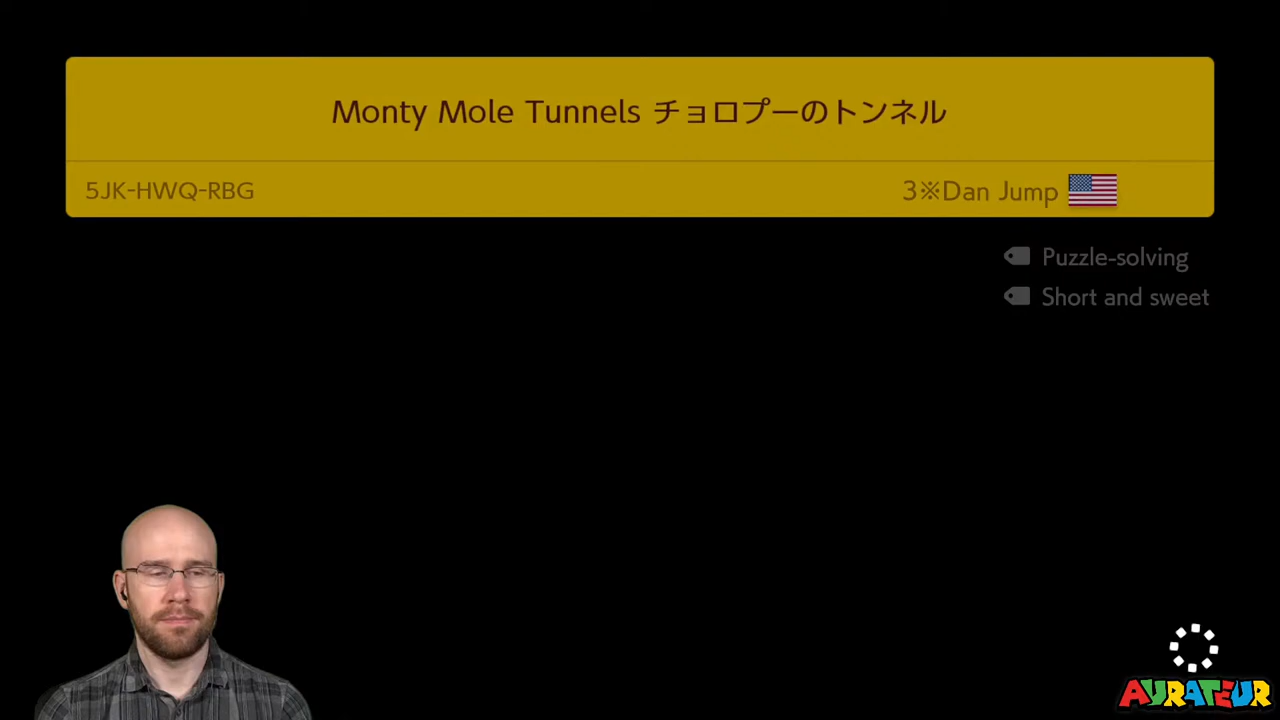 Monty Mole Tunnels チョロプーのトンネル
5JK-HWQ-RBG
3※Dan Jump
Puzzle-solving
Short and sweet
AURATEUR